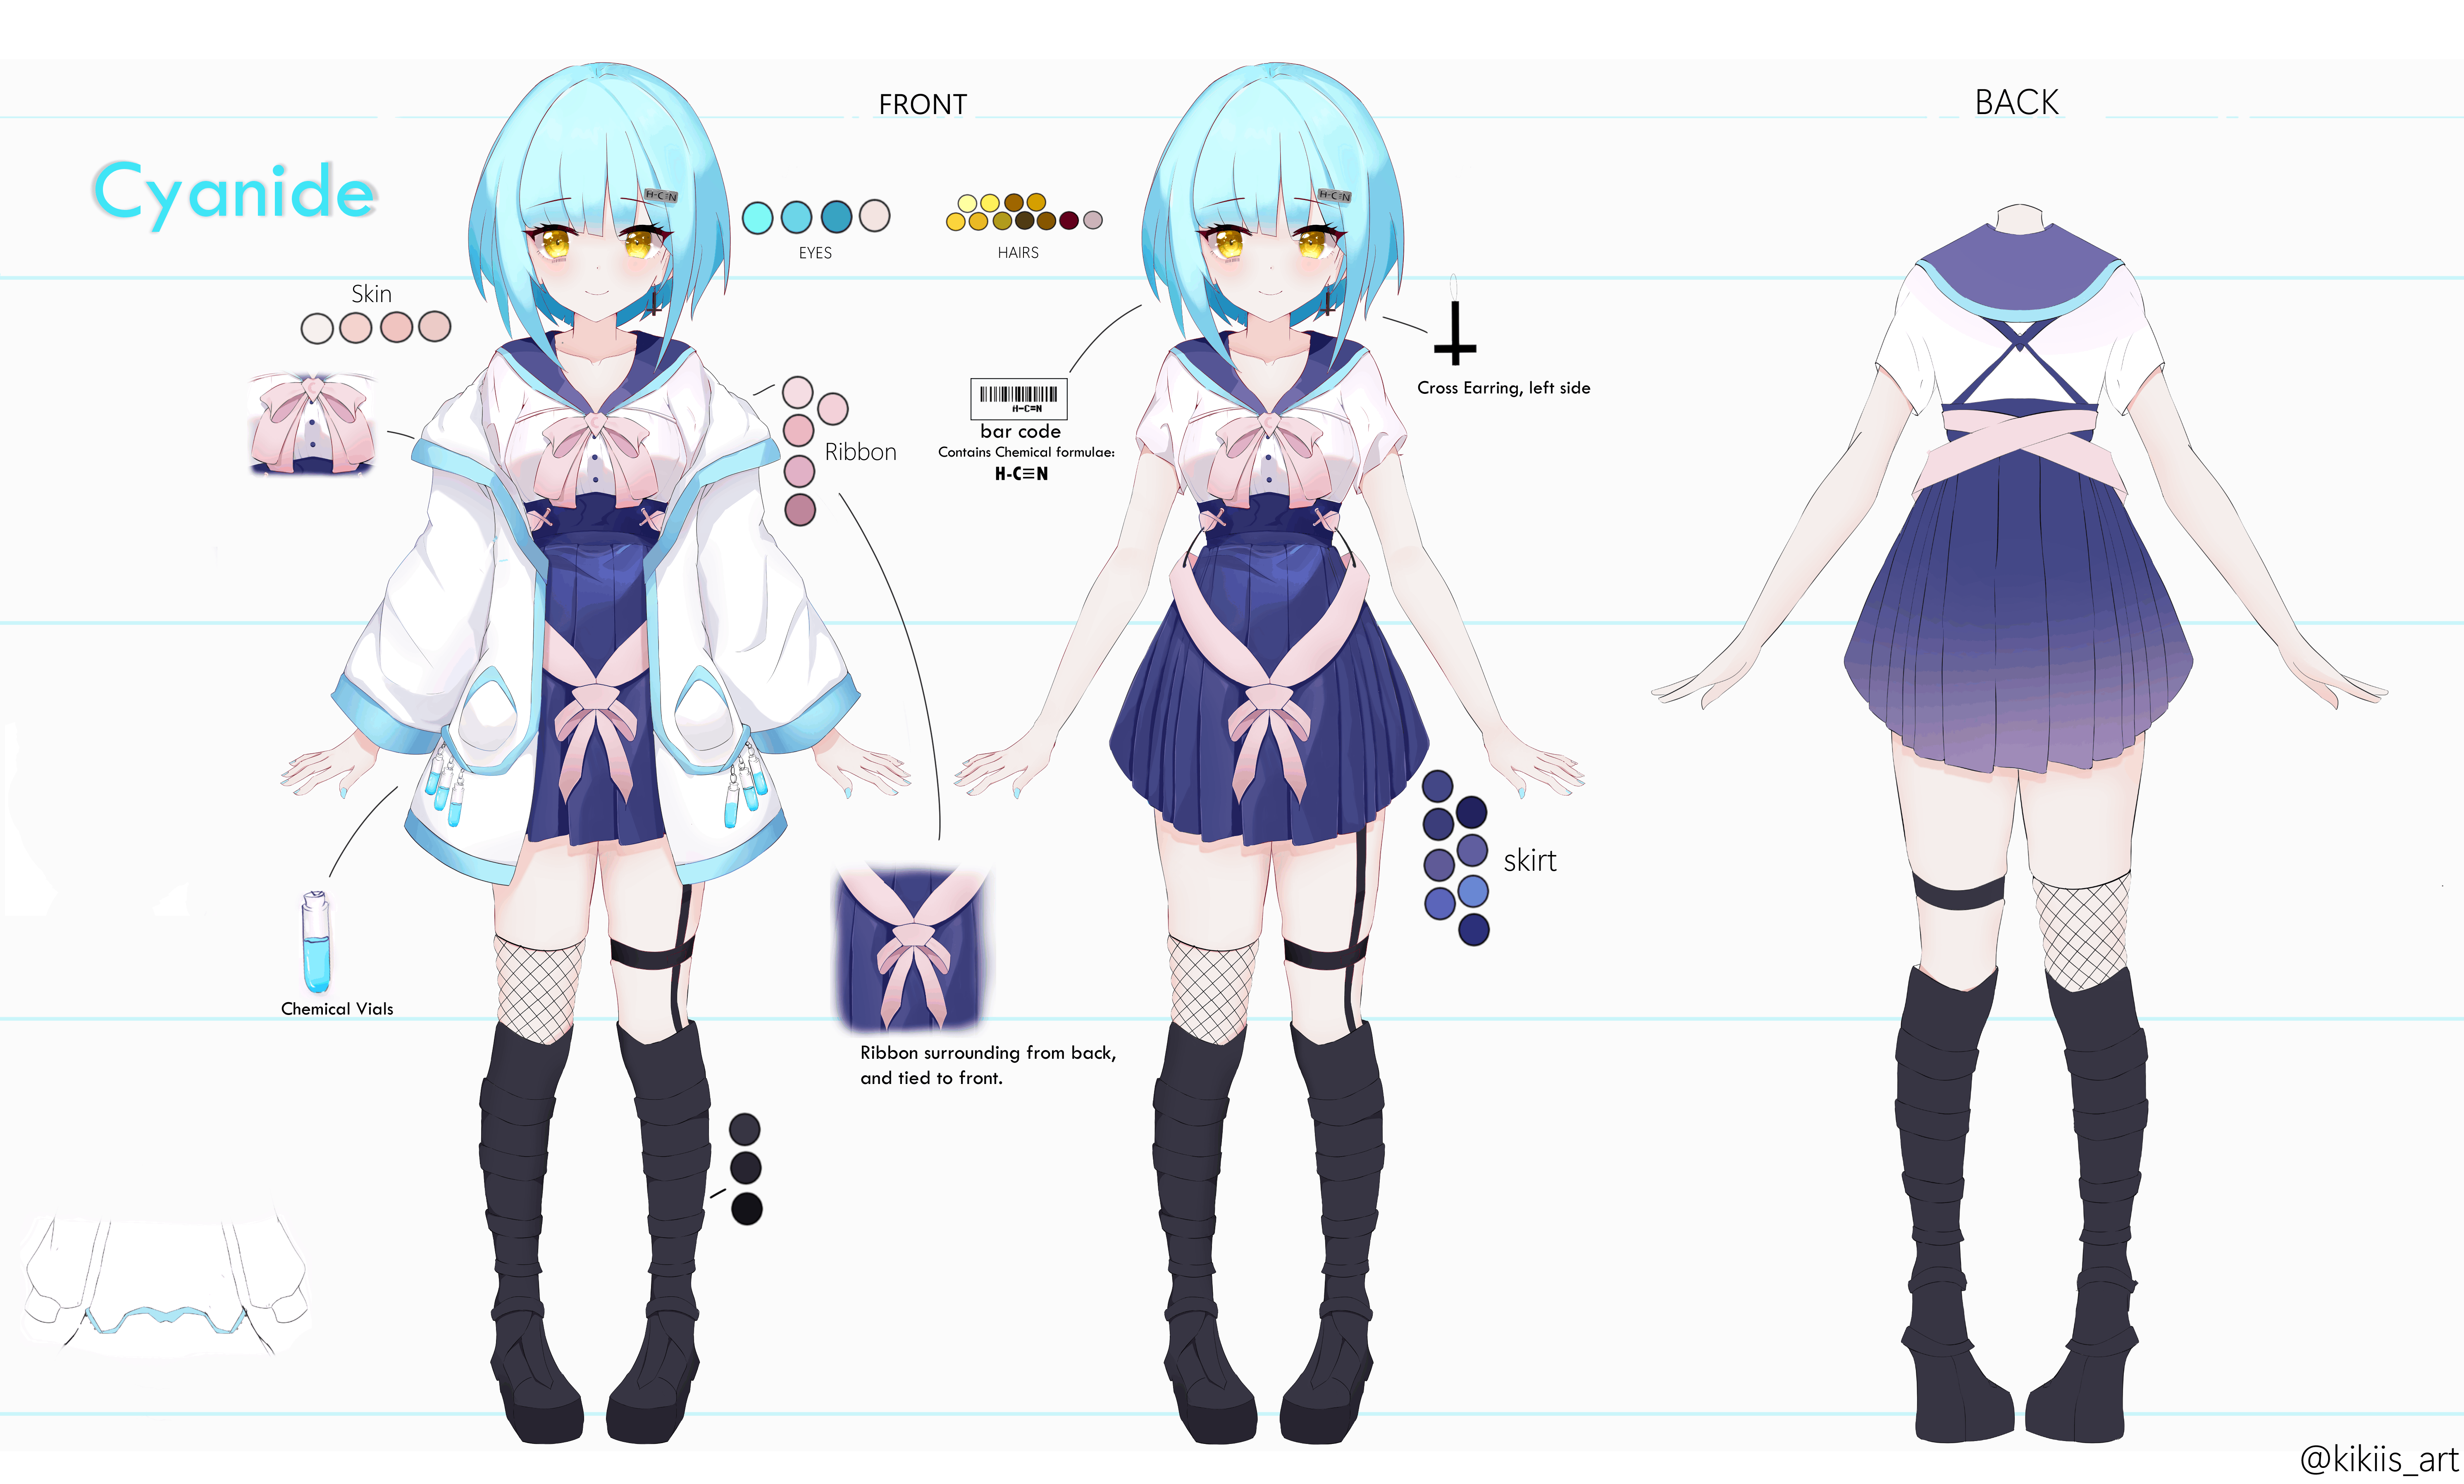 FRONT
BACK
Cyanide
H-C≡N
H-C≡N
EYES
HAIRS
Skin
Ribbon
H-C≡N
bar code
Contains Chemical formulae:
H-C≡N
Cross Earring, left side
skirt
Chemical Vials
Ribbon surrounding from back,
and tied to front.
@kikiis_art